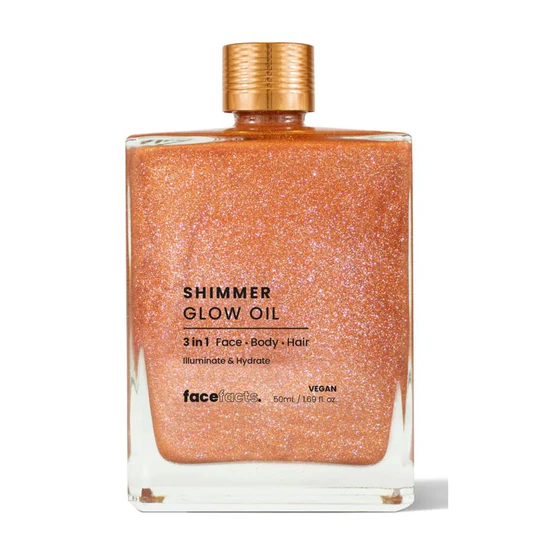 SHIMMER
GLOW OIL
3 in 1 Face • Body • Hair
Illuminate & Hydrate
VEGAN
facefacts. 50ml / 1.69 fl. oz.